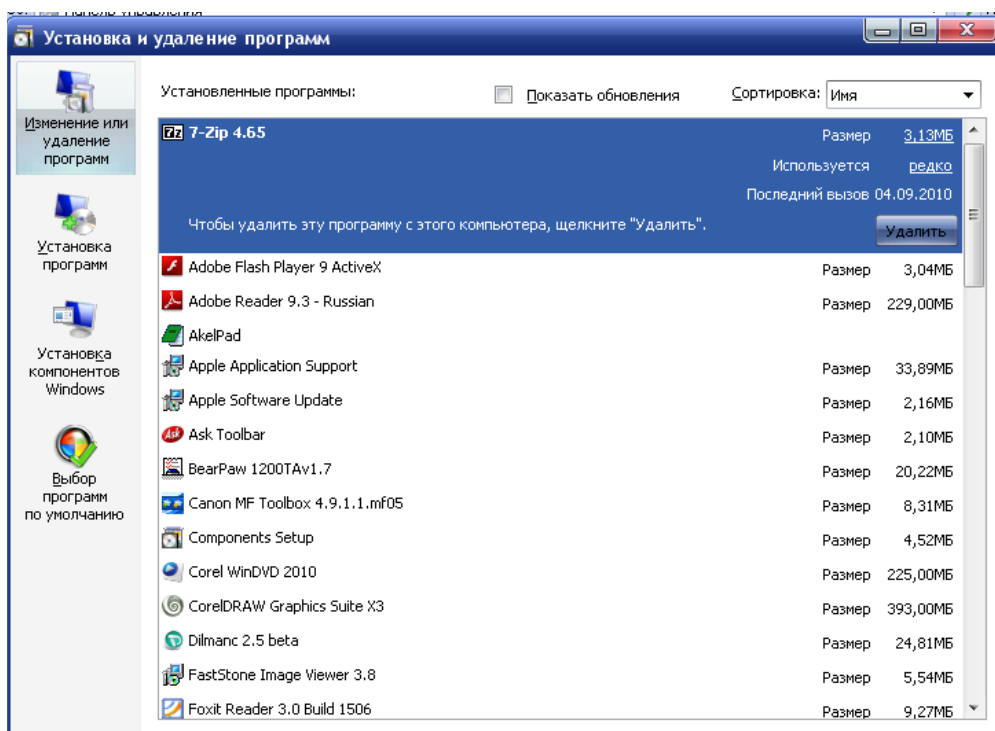 Панель управления
Установка и удаление программ
Изменение или
удаление
программ
Установка
программ
Установка
компонентов
Windows
Выбор
программ
по умолчанию
Установленные программы:
Показать обновления
Сортировка: Имя
7-Zip 4.65 Размер 3,13МБ
Используется редко
Последний вызов 04.09.2010
Чтобы удалить эту программу с этого компьютера, щелкните "Удалить". Удалить
Adobe Flash Player 9 ActiveX Размер 3,04МБ
Adobe Reader 9.3 - Russian Размер 229,00МБ
AkelPad
Apple Application Support Размер 33,89МБ
Apple Software Update Размер 2,16МБ
Ask Toolbar Размер 2,10МБ
BearPaw 1200TAv1.7 Размер 20,22МБ
Canon MF Toolbox 4.9.1.1.mf05 Размер 8,31МБ
Components Setup Размер 4,52МБ
Corel WinDVD 2010 Размер 225,00МБ
CorelDRAW Graphics Suite X3 Размер 393,00МБ
Dilmanc 2.5 beta Размер 24,81МБ
FastStone Image Viewer 3.8 Размер 5,54МБ
Foxit Reader 3.0 Build 1506 Размер 9,27МБ